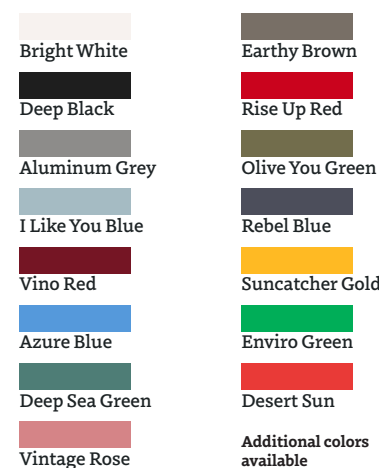 Bright White
Earthy Brown
Deep Black
Rise Up Red
Aluminum Grey
Olive You Green
I Like You Blue
Rebel Blue
Vino Red
Suncatcher Gold
Azure Blue
Enviro Green
Deep Sea Green
Desert Sun
Vintage Rose
Additional colors
available